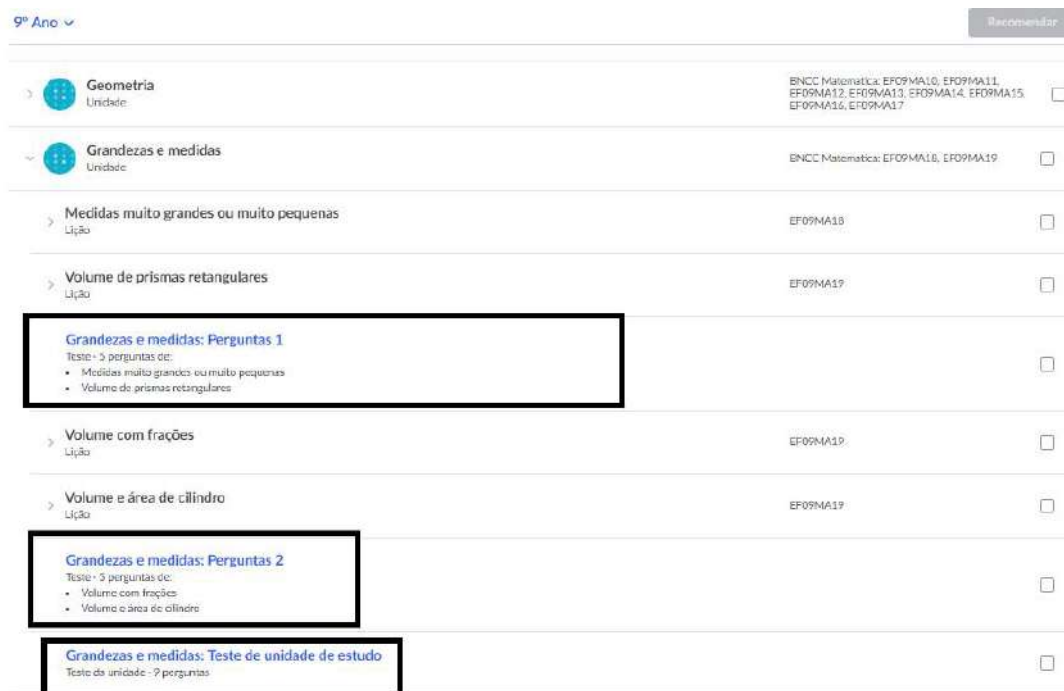 9º Ano
Recomendar
Geometria
Unidade
BNCC Matematica: EF09MA10, EF09MA11,
EF09MA12, EF09MA13, EF09MA14, EF09MA15,
EF09MA16, EF09MA17
Grandezas e medidas
Unidade
BNCC Matematica: EF09MA18, EF09MA19
Medidas muito grandes ou muito pequenas
Lição
EF09MA18
Volume de prismas retangulares
Lição
EF09MA19
Grandezas e medidas: Perguntas 1
Teste - 5 perguntas de:
• Medidas muito grandes ou muito pequenas
• Volume de prismas retangulares
Volume com frações
Lição
EF09MA19
Volume e área de cilindro
Lição
EF09MA19
Grandezas e medidas: Perguntas 2
Teste - 5 perguntas de:
• Volume com frações
• Volume e área de cilindro
Grandezas e medidas: Teste de unidade de estudo
Teste da unidade - 9 perguntas